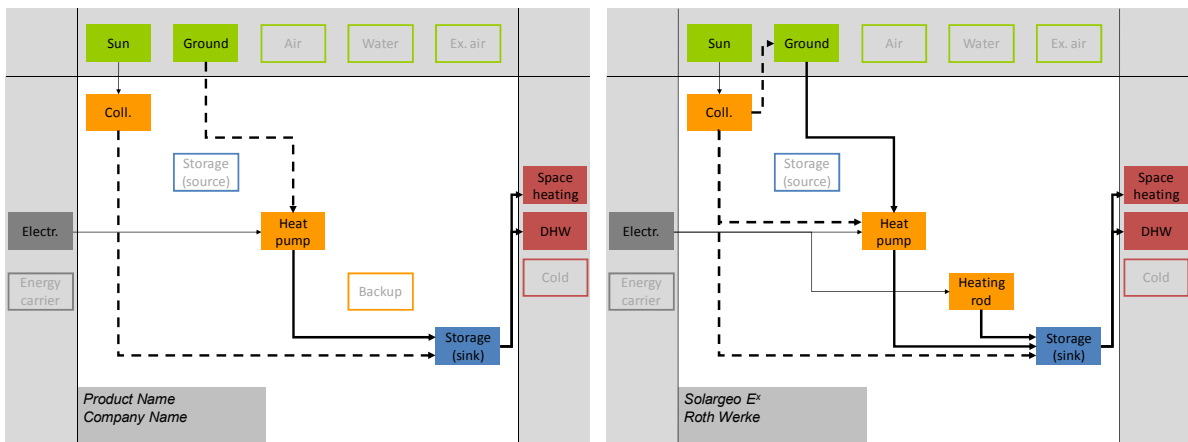 Sun
Ground
Air
Water
Ex. air
Coll.
Storage
(source)
Space
heating
Electr.
Heat
pump
DHW
Energy
carrier
Backup
Cold
Storage
(sink)
Product Name
Company Name
Sun
Ground
Air
Water
Ex. air
Coll.
Storage
(source)
Space
heating
Electr.
Heat
pump
DHW
Energy
carrier
Heating
rod
Cold
Storage
(sink)
Solargeo Eˣ
Roth Werke